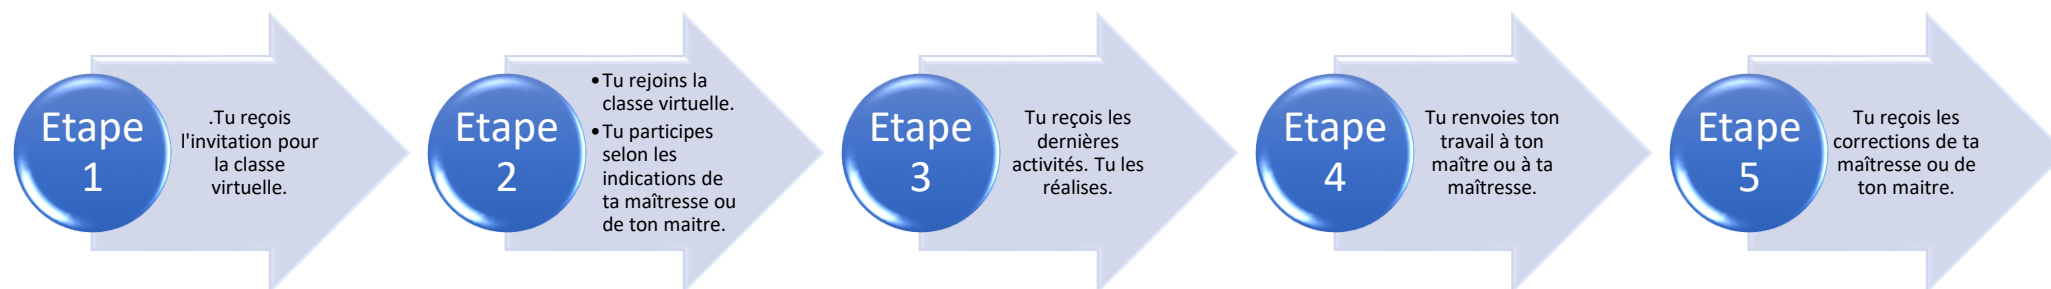 Etape
1
.Tu reçois
l'invitation pour
la classe
virtuelle.
Etape
2
•Tu rejoins la
classe virtuelle.
•Tu participes
selon les
indications de
ta maîtresse ou
de ton maitre.
Etape
3
Tu reçois les
dernières
activités. Tu les
réalises.
Etape
4
Tu renvoies ton
travail à ton
maître ou à ta
maîtresse.
Etape
5
Tu reçois les
corrections de ta
maîtresse ou de
ton maitre.